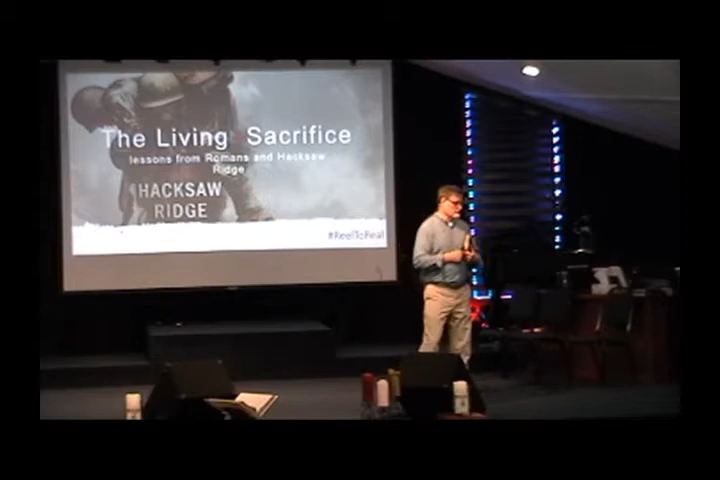 The Living Sacrifice
lessons from Romans and Hacksaw
Ridge
HACKSAW
RIDGE
#ReelToReal